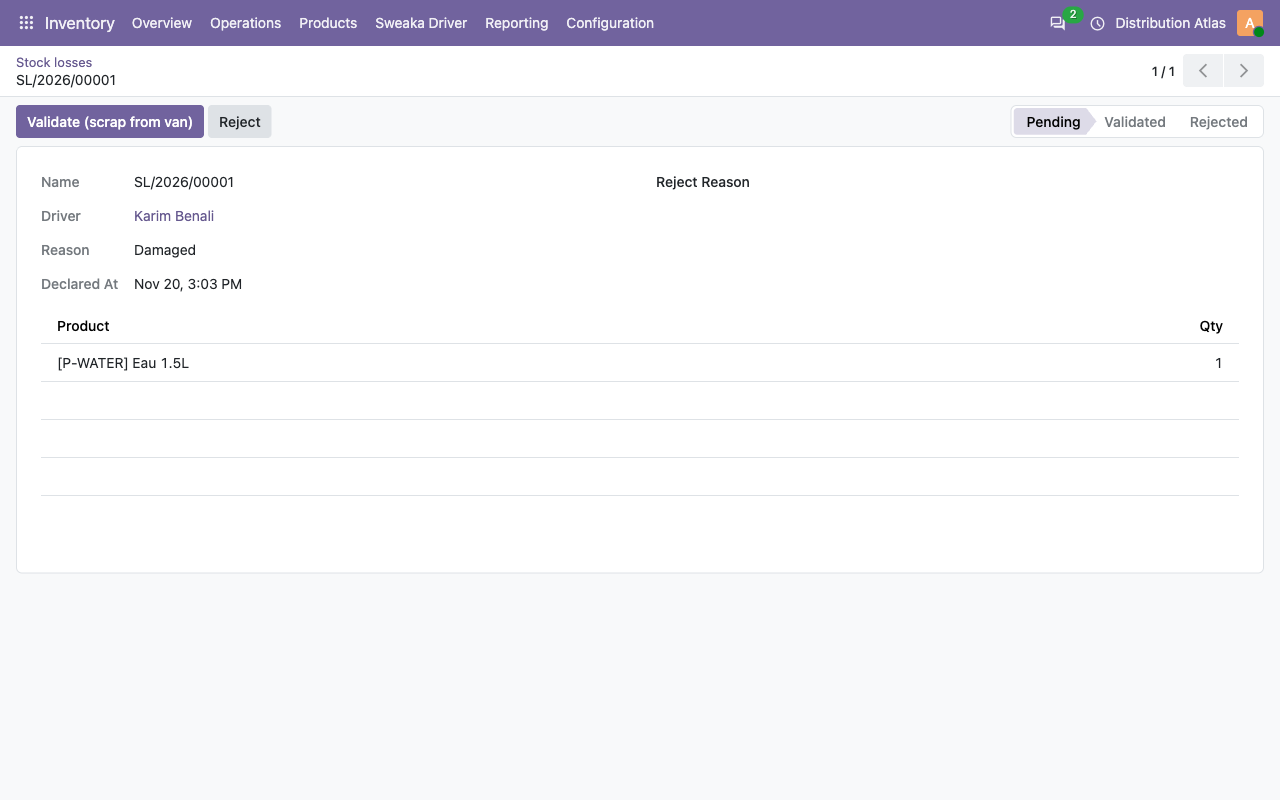 Inventory Overview Operations Products Sweaka Driver Reporting Configuration 2 Distribution Atlas A
Stock losses
SL/2026/00001
1 / 1
Validate (scrap from van) Reject Pending Validated Rejected
Name SL/2026/00001 Reject Reason
Driver Karim Benali
Reason Damaged
Declared At Nov 20, 3:03 PM
Product Qty
[P-WATER] Eau 1.5L 1